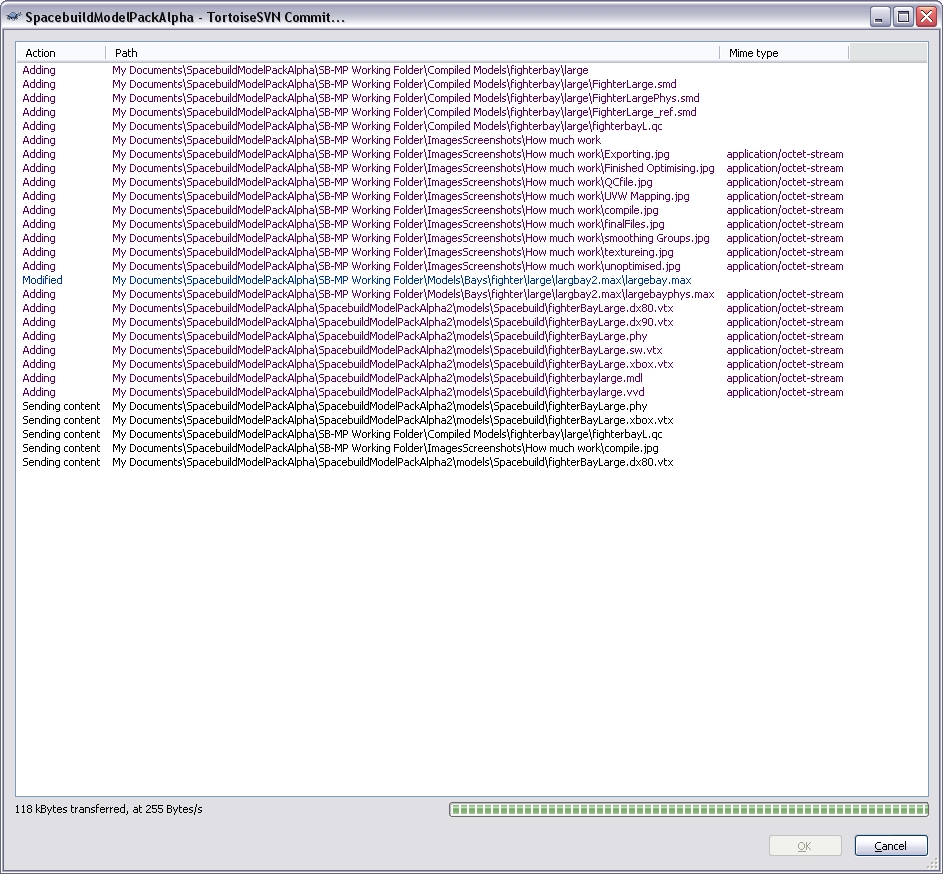 SpacebuildModelPackAlpha - TortoiseSVN Commit...
Action Path Mime type
Adding My Documents\SpacebuildModelPackAlpha\SB-MP Working Folder\Compiled Models\fighterbay\large
Adding My Documents\SpacebuildModelPackAlpha\SB-MP Working Folder\Compiled Models\fighterbay\large\FighterLarge.smd
Adding My Documents\SpacebuildModelPackAlpha\SB-MP Working Folder\Compiled Models\fighterbay\large\FighterLargePhys.smd
Adding My Documents\SpacebuildModelPackAlpha\SB-MP Working Folder\Compiled Models\fighterbay\large\FighterLarge_ref.smd
Adding My Documents\SpacebuildModelPackAlpha\SB-MP Working Folder\Compiled Models\fighterbay\large\fighterbayL.qc
Adding My Documents\SpacebuildModelPackAlpha\SB-MP Working Folder\ImagesScreenshots\How much work
Adding My Documents\SpacebuildModelPackAlpha\SB-MP Working Folder\ImagesScreenshots\How much work\Exporting.jpg application/octet-stream
Adding My Documents\SpacebuildModelPackAlpha\SB-MP Working Folder\ImagesScreenshots\How much work\Finished Optimising.jpg application/octet-stream
Adding My Documents\SpacebuildModelPackAlpha\SB-MP Working Folder\ImagesScreenshots\How much work\QCfile.jpg application/octet-stream
Adding My Documents\SpacebuildModelPackAlpha\SB-MP Working Folder\ImagesScreenshots\How much work\UVW Mapping.jpg application/octet-stream
Adding My Documents\SpacebuildModelPackAlpha\SB-MP Working Folder\ImagesScreenshots\How much work\compile.jpg application/octet-stream
Adding My Documents\SpacebuildModelPackAlpha\SB-MP Working Folder\ImagesScreenshots\How much work\finalFiles.jpg application/octet-stream
Adding My Documents\SpacebuildModelPackAlpha\SB-MP Working Folder\ImagesScreenshots\How much work\smoothing Groups.jpg application/octet-stream
Adding My Documents\SpacebuildModelPackAlpha\SB-MP Working Folder\ImagesScreenshots\How much work\textureing.jpg application/octet-stream
Adding My Documents\SpacebuildModelPackAlpha\SB-MP Working Folder\ImagesScreenshots\How much work\unoptimised.jpg application/octet-stream
Modified My Documents\SpacebuildModelPackAlpha\SB-MP Working Folder\Models\Bays\fighter\large\largbay2.max\largebay.max
Adding My Documents\SpacebuildModelPackAlpha\SB-MP Working Folder\Models\Bays\fighter\large\largbay2.max\largebayphys.max application/octet-stream
Adding My Documents\SpacebuildModelPackAlpha\SpacebuildModelPackAlpha2\models\Spacebuild\fighterBayLarge.dx80.vtx application/octet-stream
Adding My Documents\SpacebuildModelPackAlpha\SpacebuildModelPackAlpha2\models\Spacebuild\fighterBayLarge.dx90.vtx application/octet-stream
Adding My Documents\SpacebuildModelPackAlpha\SpacebuildModelPackAlpha2\models\Spacebuild\fighterBayLarge.phy application/octet-stream
Adding My Documents\SpacebuildModelPackAlpha\SpacebuildModelPackAlpha2\models\Spacebuild\fighterBayLarge.sw.vtx application/octet-stream
Adding My Documents\SpacebuildModelPackAlpha\SpacebuildModelPackAlpha2\models\Spacebuild\fighterBayLarge.xbox.vtx application/octet-stream
Adding My Documents\SpacebuildModelPackAlpha\SpacebuildModelPackAlpha2\models\Spacebuild\fighterbaylarge.mdl application/octet-stream
Adding My Documents\SpacebuildModelPackAlpha\SpacebuildModelPackAlpha2\models\Spacebuild\fighterbaylarge.vvd application/octet-stream
Sending content My Documents\SpacebuildModelPackAlpha\SpacebuildModelPackAlpha2\models\Spacebuild\fighterBayLarge.phy
Sending content My Documents\SpacebuildModelPackAlpha\SpacebuildModelPackAlpha2\models\Spacebuild\fighterBayLarge.xbox.vtx
Sending content My Documents\SpacebuildModelPackAlpha\SB-MP Working Folder\Compiled Models\fighterbay\large\fighterbayL.qc
Sending content My Documents\SpacebuildModelPackAlpha\SB-MP Working Folder\ImagesScreenshots\How much work\compile.jpg
Sending content My Documents\SpacebuildModelPackAlpha\SpacebuildModelPackAlpha2\models\Spacebuild\fighterBayLarge.dx80.vtx
118 kBytes transferred, at 255 Bytes/s
OK Cancel